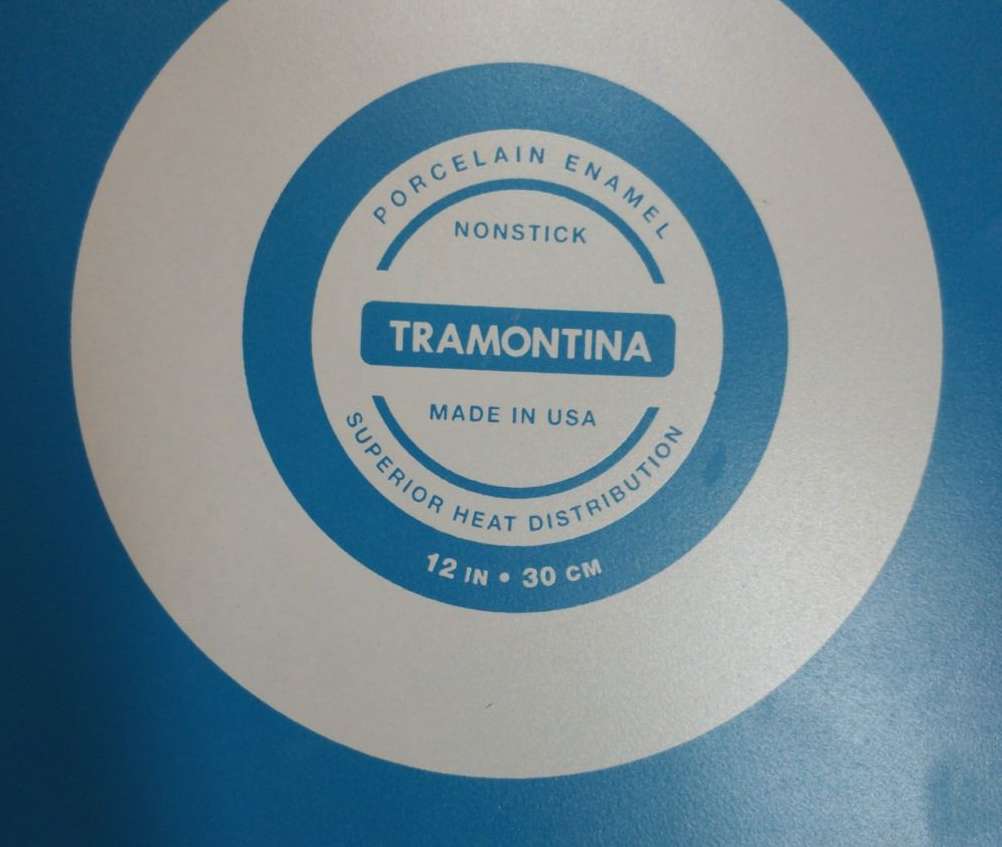 PORCELAIN ENAMEL
NONSTICK
TRAMONTINA
MADE IN USA
SUPERIOR HEAT DISTRIBUTION
12 IN • 30 CM